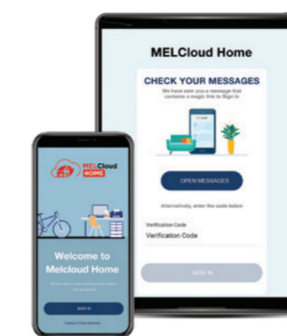 MELCloud Home
CHECK YOUR MESSAGES
We have sent you a message that
contains a magic link to Sign in
OPEN MESSAGES
Alternatively, enter the code below
Verification Code
Verification Code
SIGN IN
MELCloud
HOME
Welcome to
Melcloud Home
SIGN IN